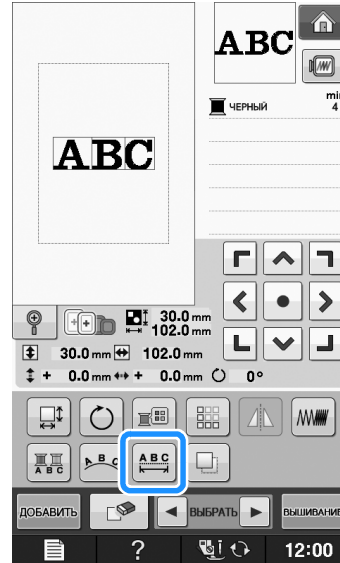 ABC
ЧЕРНЫЙ
min
4
ABC
30.0 mm
102.0 mm
30.0 mm 102.0 mm
+ 0.0 mm + 0.0 mm 0°
A B C
A B C
A B C
ДОБАВИТЬ
ВЫБРАТЬ
ВЫШИВАНИЕ
?
12:00